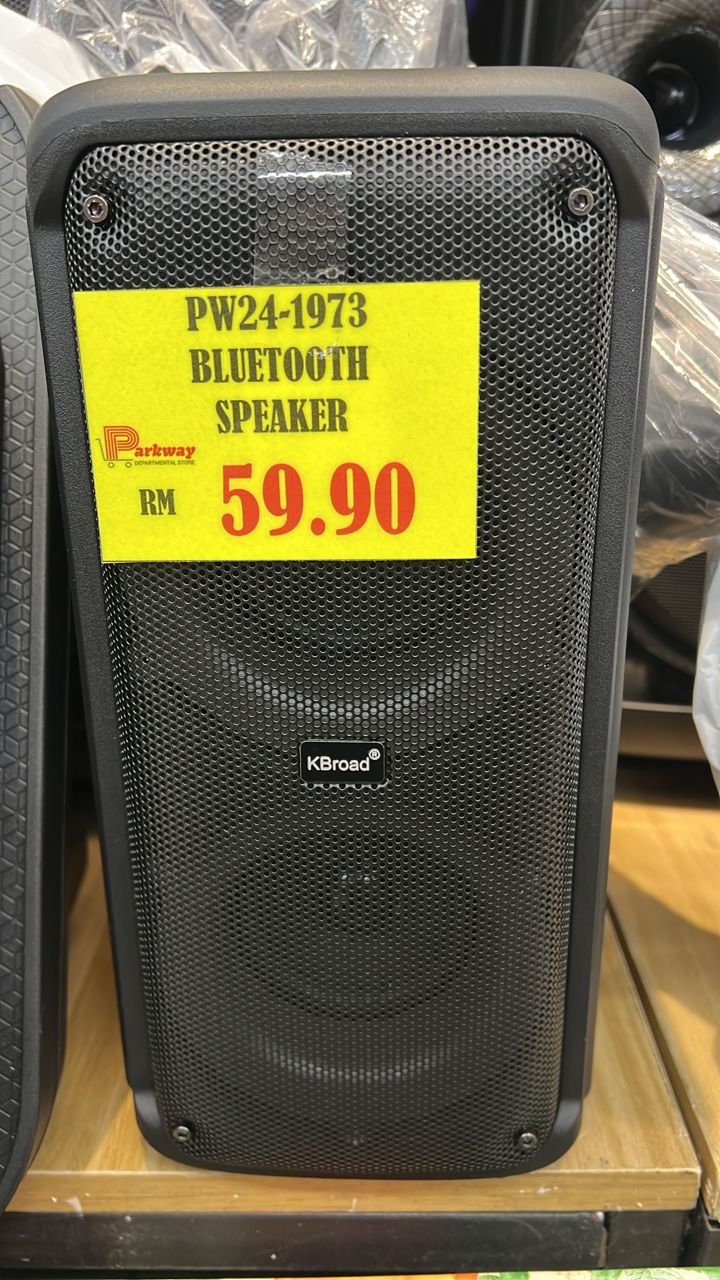 PW24-1973
BLUETOOTH
SPEAKER
Parkway
DEPARTMENTAL STORE
RM 59.90
KBroad®